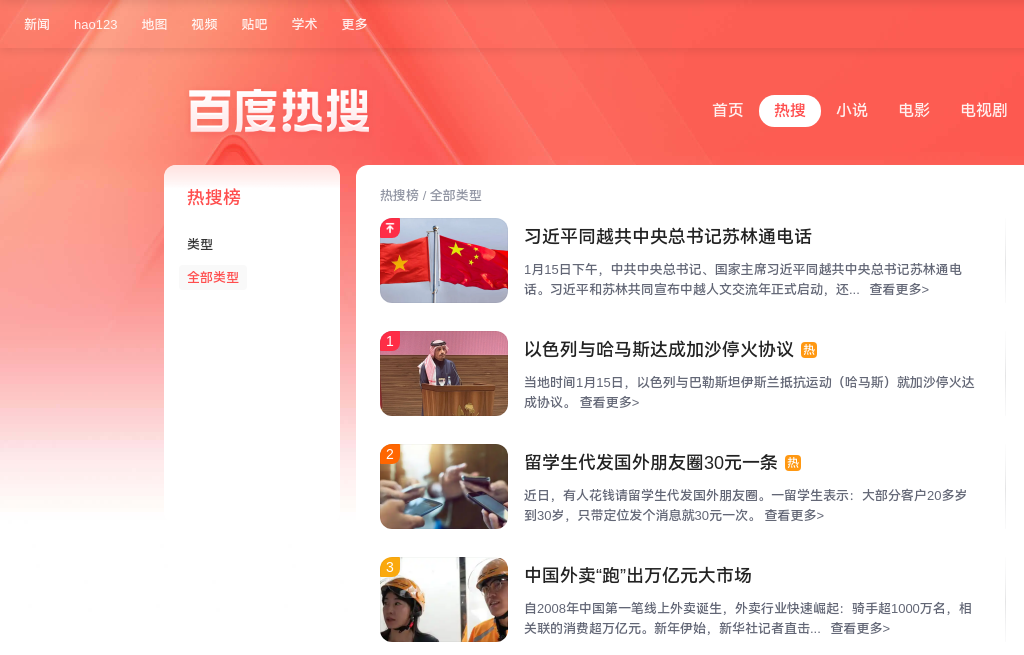 新闻 hao123 地图 视频 贴吧 学术 更多
百度热搜
首页 热搜 小说 电影 电视剧
热搜榜
类型
全部类型
热搜榜 / 全部类型
习近平同越共中央总书记苏林通电话
1月15日下午，中共中央总书记、国家主席习近平同越共中央总书记苏林通电
话。习近平和苏林共同宣布中越人文交流年正式启动，还... 查看更多>
1
以色列与哈马斯达成加沙停火协议 热
当地时间1月15日，以色列与巴勒斯坦伊斯兰抵抗运动（哈马斯）就加沙停火达
成协议。 查看更多>
2
留学生代发国外朋友圈30元一条 热
近日，有人花钱请留学生代发国外朋友圈。一留学生表示：大部分客户20多岁
到30岁，只带定位发个消息就30元一次。 查看更多>
3
中国外卖“跑”出万亿元大市场
自2008年中国第一笔线上外卖诞生，外卖行业快速崛起：骑手超1000万名，相
关联的消费超万亿元。新年伊始，新华社记者直击... 查看更多>